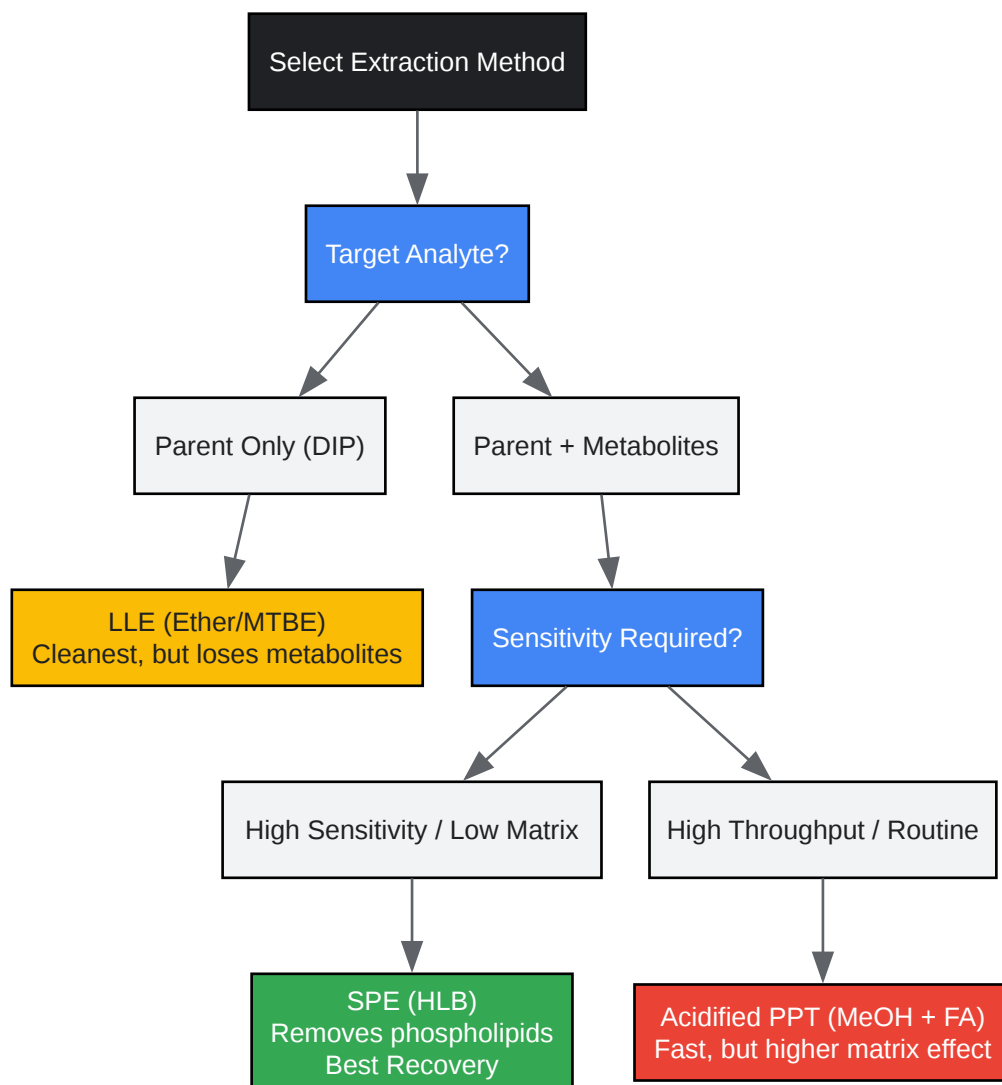 Select Extraction Method
Target Analyte?
Parent Only (DIP)
Parent + Metabolites
LLE (Ether/MTBE)
Cleanest, but loses metabolites
Sensitivity Required?
High Sensitivity / Low Matrix
High Throughput / Routine
SPE (HLB)
Removes phospholipids
Best Recovery
Acidified PPT (MeOH + FA)
Fast, but higher matrix effect